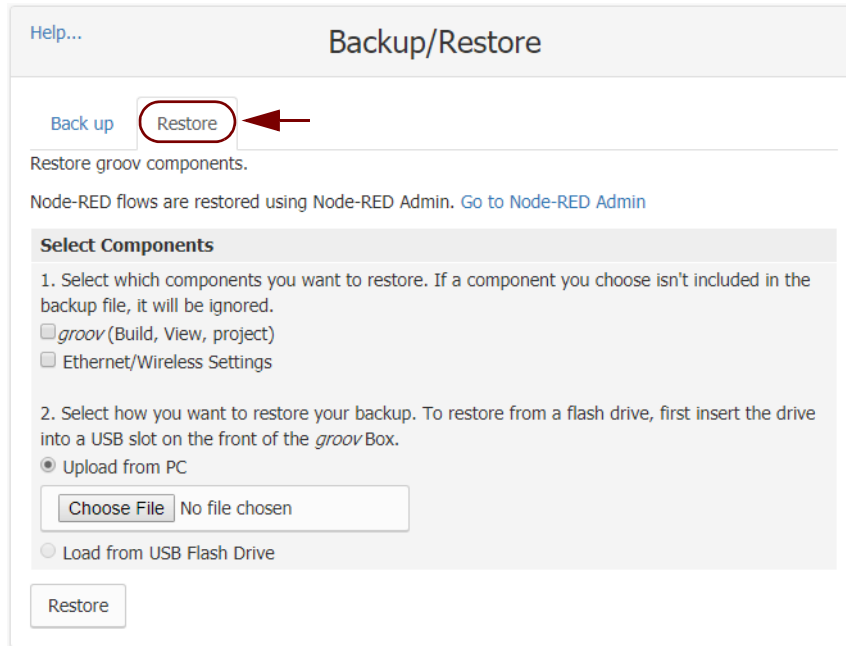 Help...
Backup/Restore
Back up
Restore
Restore groov components.
Node-RED flows are restored using Node-RED Admin. Go to Node-RED Admin
Select Components
1. Select which components you want to restore. If a component you choose isn't included in the
backup file, it will be ignored.
groov (Build, View, project)
Ethernet/Wireless Settings
2. Select how you want to restore your backup. To restore from a flash drive, first insert the drive
into a USB slot on the front of the groov Box.
Upload from PC
Choose File No file chosen
Load from USB Flash Drive
Restore